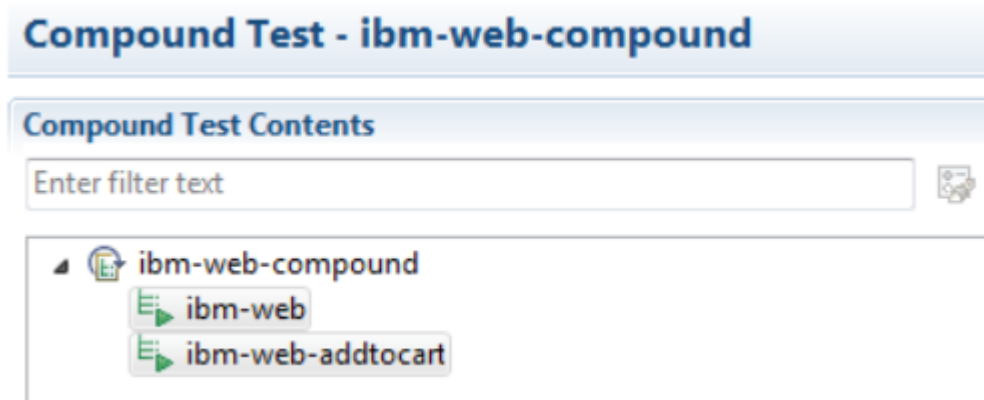 Compound Test - ibm-web-compound
Compound Test Contents
Enter filter text
ibm-web-compound
ibm-web
ibm-web-addtocart